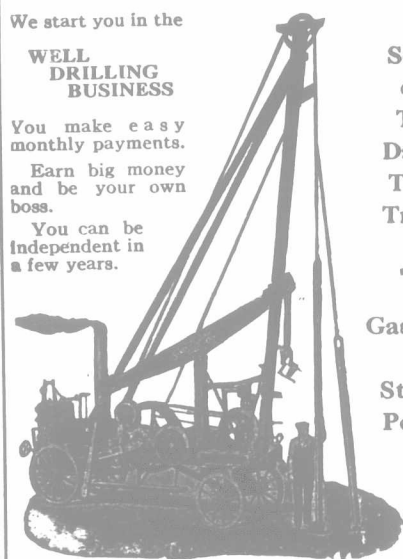 We start you in the
WELL
DRILLING
BUSINESS
You make easy
monthly payments.
Earn big money
and be your own
boss.
You can be
independent in
a few years.